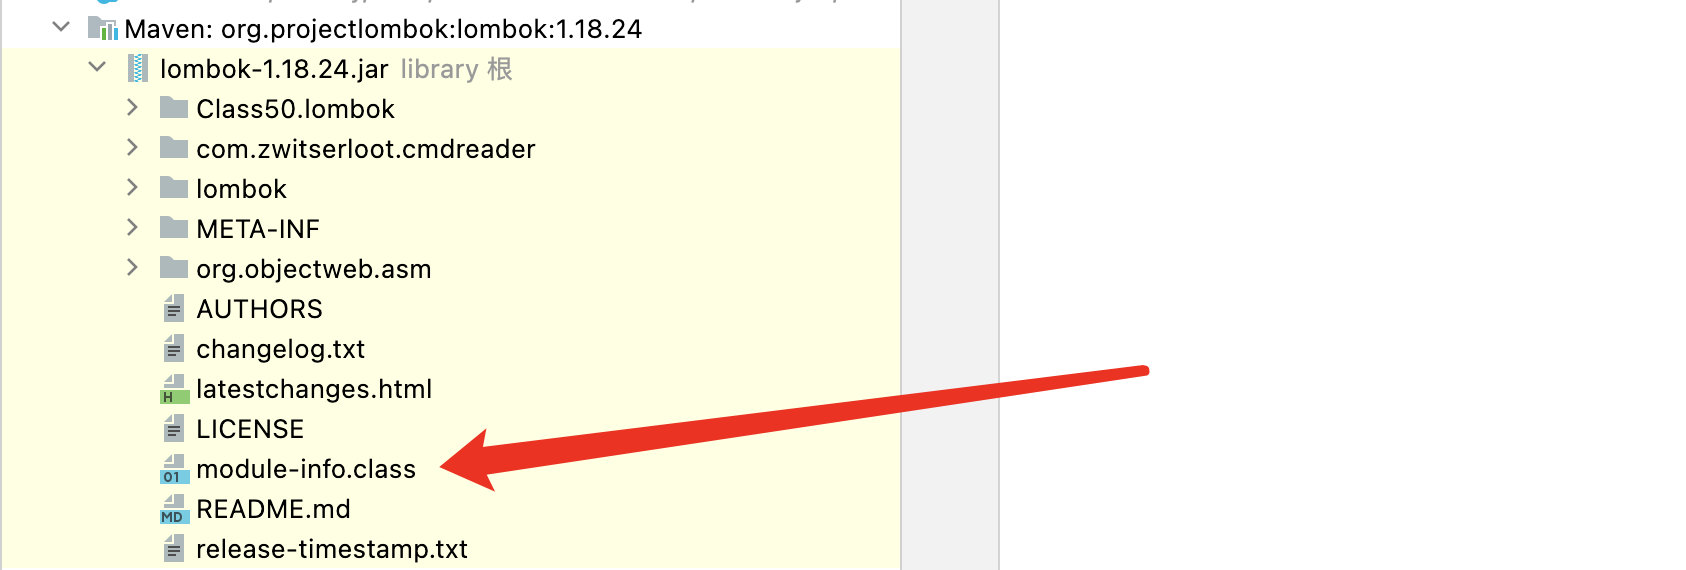 Maven: org.projectlombok:lombok:1.18.24
lombok-1.18.24.jar library 根
Class50.lombok
com.zwitserloot.cmdreader
lombok
META-INF
org.objectweb.asm
AUTHORS
changelog.txt
H latestchanges.html
LICENSE
01 module-info.class
MD README.md
release-timestamp.txt